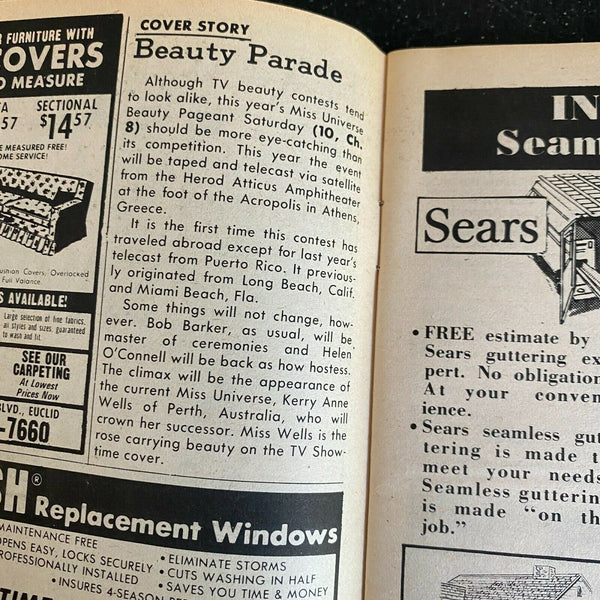 R FURNITURE WITH
COVERS
O MEASURE
SECTIONAL
57 $14 57
MEASURED FREE!
OME SERVICE!
ushion Covers, Overlocked
Full Valance.
S AVAILABLE!
Large selection of fine fabrics,
all styles and sizes, guaranteed
to wash and fit.
SEE OUR
CARPETING
At Lowest
Prices Now
BLVD., EUCLID
-7660
COVER STORY
Beauty Parade
Although TV beauty contests tend
to look alike, this year's Miss Universe
Beauty Pageant Saturday (10, Ch.
8) should be more eye-catching than
its competition. This year the event
will be taped and telecast via satellite
from the Herod Atticus Amphitheater
at the foot of the Acropolis in Athens,
Greece.
It is the first time this contest has
traveled abroad except for last year's
telecast from Puerto Rico. It previous-
ly originated from Long Beach, Calif.
and Miami Beach, Fla.
Some things will not change, how-
ever. Bob Barker, as usual, will be
master of ceremonies and Helen
O'Connell will be back as hostess.
The climax will be the appearance of
the current Miss Universe, Kerry Anne
Wells of Perth, Australia, who will
crown her successor. Miss Wells is the
rose carrying beauty on the TV Show-
time cover.
SH® Replacement Windows
MAINTENANCE FREE
OPENS EASY, LOCKS SECURELY
PROFESSIONALLY INSTALLED
• ELIMINATE STORMS
• CUTS WASHING IN HALF
• SAVES YOU TIME & MONEY
• INSURES 4-SEASON
TIME
IN
Seam
Sears
• FREE estimate by
Sears guttering ex
pert. No obligation
At your conven
ience.
• Sears seamless gut
tering is made t
meet your needs
Seamless guttering
is made "on th
job."